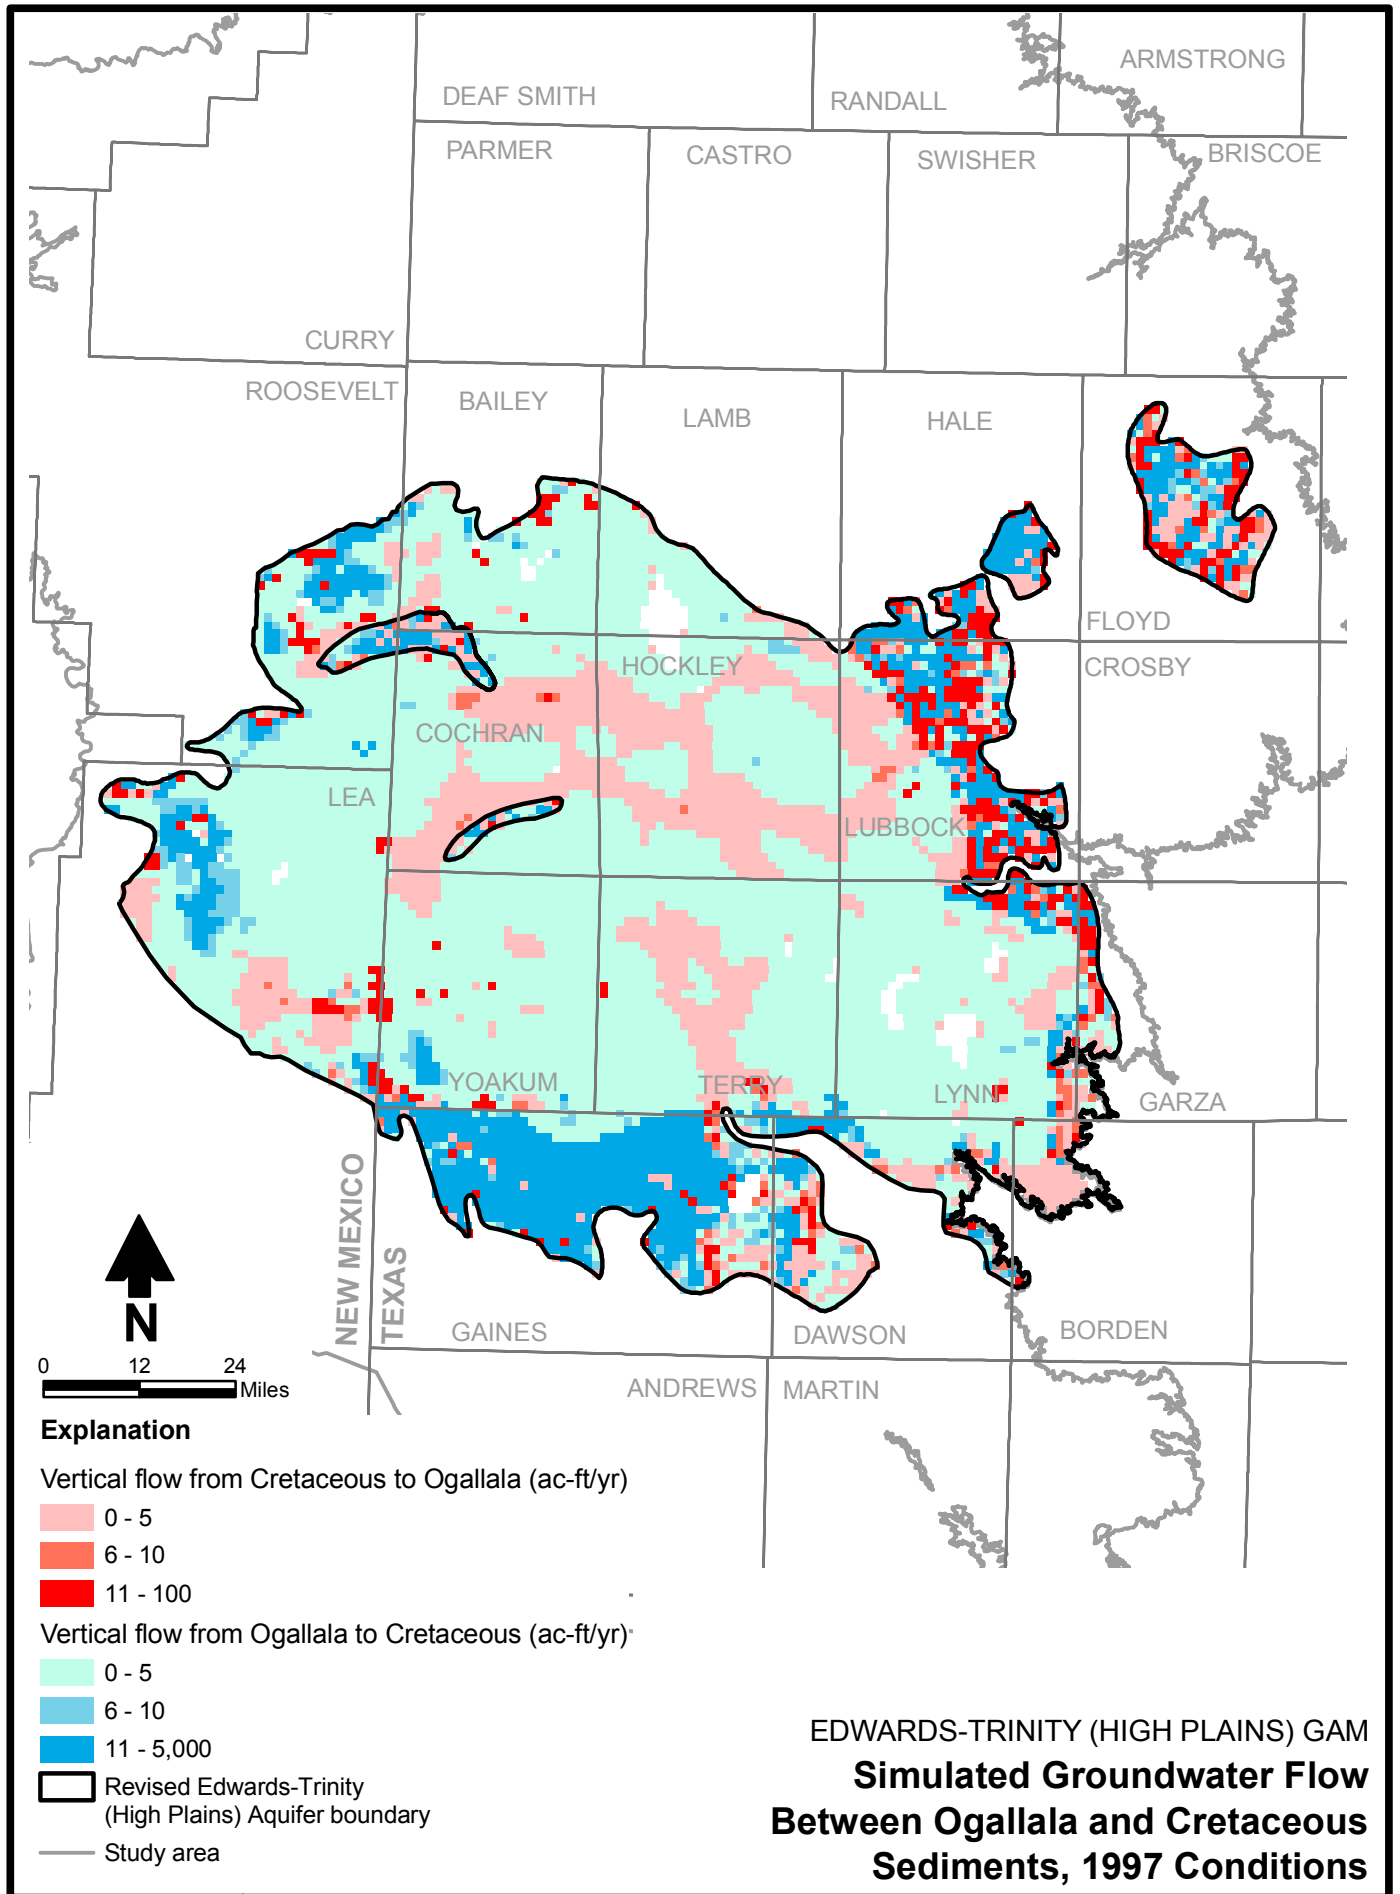 ARMSTRONG
DEAF SMITH
RANDALL
PARMER
CASTRO
SWISHER
BRISCOE
CURRY
ROOSEVELT
BAILEY
LAMB
HALE
FLOYD
HOCKLEY
CROSBY
COCHRAN
LEA
LUBBOCK
YOAKUM
TERRY
LYNN
GARZA
NEW MEXICO
TEXAS
N
GAINES
DAWSON
BORDEN
ANDREWS
MARTIN
0 12 24
Miles
Explanation
Vertical flow from Cretaceous to Ogallala (ac-ft/yr)
0 - 5
6 - 10
11 - 100
Vertical flow from Ogallala to Cretaceous (ac-ft/yr)
0 - 5
6 - 10
11 - 5,000
Revised Edwards-Trinity
(High Plains) Aquifer boundary
Study area
EDWARDS-TRINITY (HIGH PLAINS) GAM
Simulated Groundwater Flow
Between Ogallala and Cretaceous
Sediments, 1997 Conditions